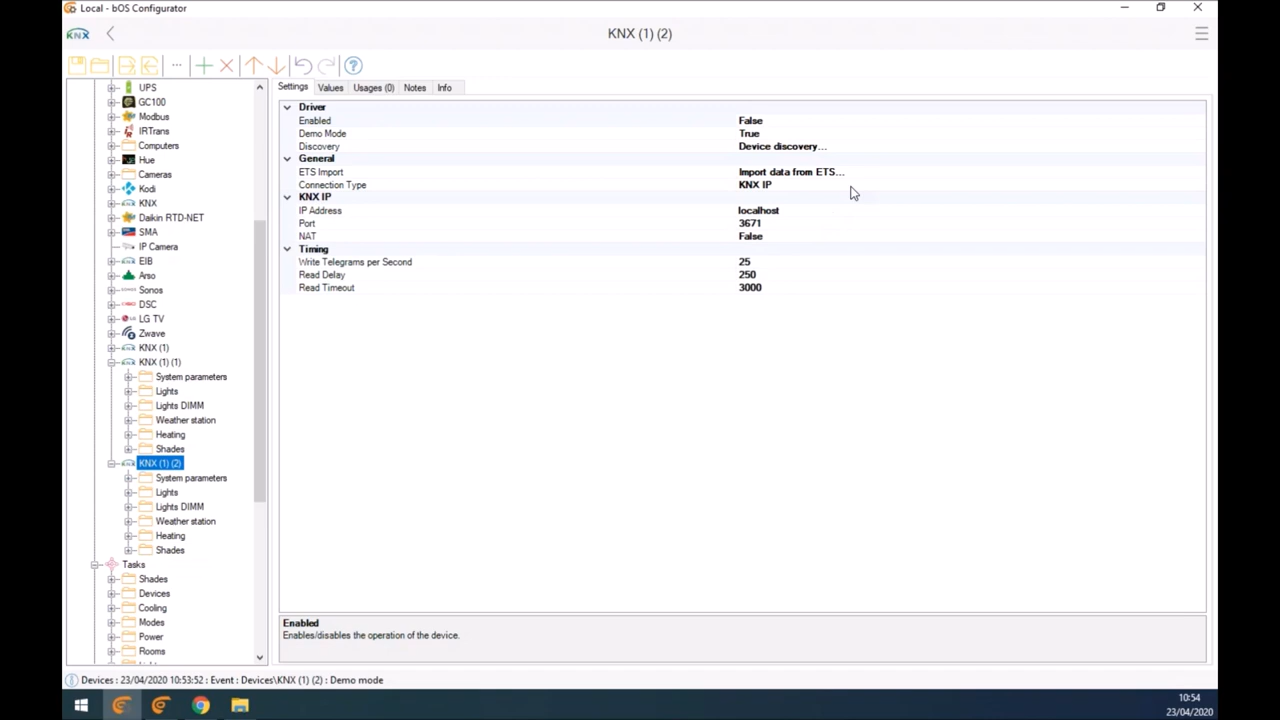 Local - bOS Configurator
KNX
KNX (1) (2)
...
UPS
GC100
Modbus
IRTrans
Computers
Hue
Cameras
Kodi
KNX
Daikin RTD-NET
SMA
IP Camera
EIB
Arso
Sonos
DSC
LG TV
Zwave
KNX (1)
KNX (1) (1)
System parameters
Lights
Lights DIMM
Weather station
Heating
Shades
KNX (1) (2)
System parameters
Lights
Lights DIMM
Weather station
Heating
Shades
Tasks
Shades
Devices
Cooling
Modes
Power
Rooms
Settings Values Usages (0) Notes Info
Driver
Enabled False
Demo Mode True
Discovery Device discovery...
General
ETS Import Import data from ETS...
Connection Type KNX IP
KNX IP
IP Address localhost
Port 3671
NAT False
Timing
Write Telegrams per Second 25
Read Delay 250
Read Timeout 3000
Enabled
Enables/disables the operation of the device.
Devices : 23/04/2020 10:53:52 : Event : Devices\KNX (1) (2) : Demo mode
10:54
23/04/2020